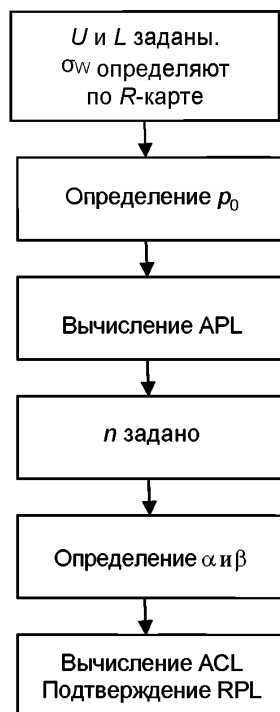 U и L заданы.
σw определяют
по R-карте
Определение p₀
Вычисление APL
n задано
Определение α и β
Вычисление ACL
Подтверждение RPL